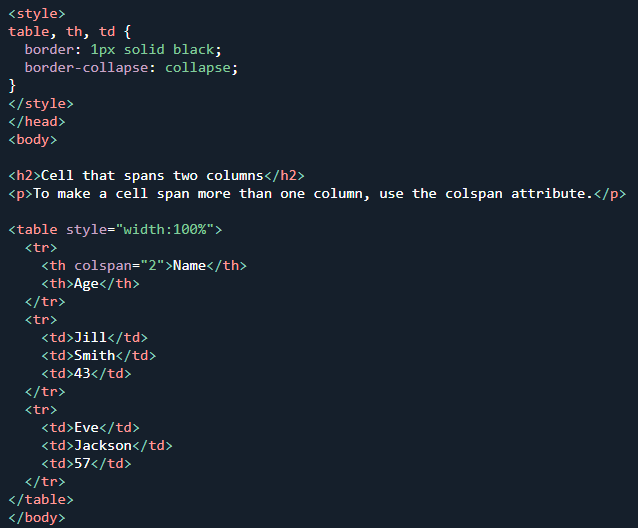 <style>
table, th, td {
  border: 1px solid black;
  border-collapse: collapse;
}
</style>
</head>
<body>

<h2>Cell that spans two columns</h2>
<p>To make a cell span more than one column, use the colspan attribute.</p>

<table style="width:100%">
  <tr>
    <th colspan="2">Name</th>
    <th>Age</th>
  </tr>
  <tr>
    <td>Jill</td>
    <td>Smith</td>
    <td>43</td>
  </tr>
  <tr>
    <td>Eve</td>
    <td>Jackson</td>
    <td>57</td>
  </tr>
</table>
</body>